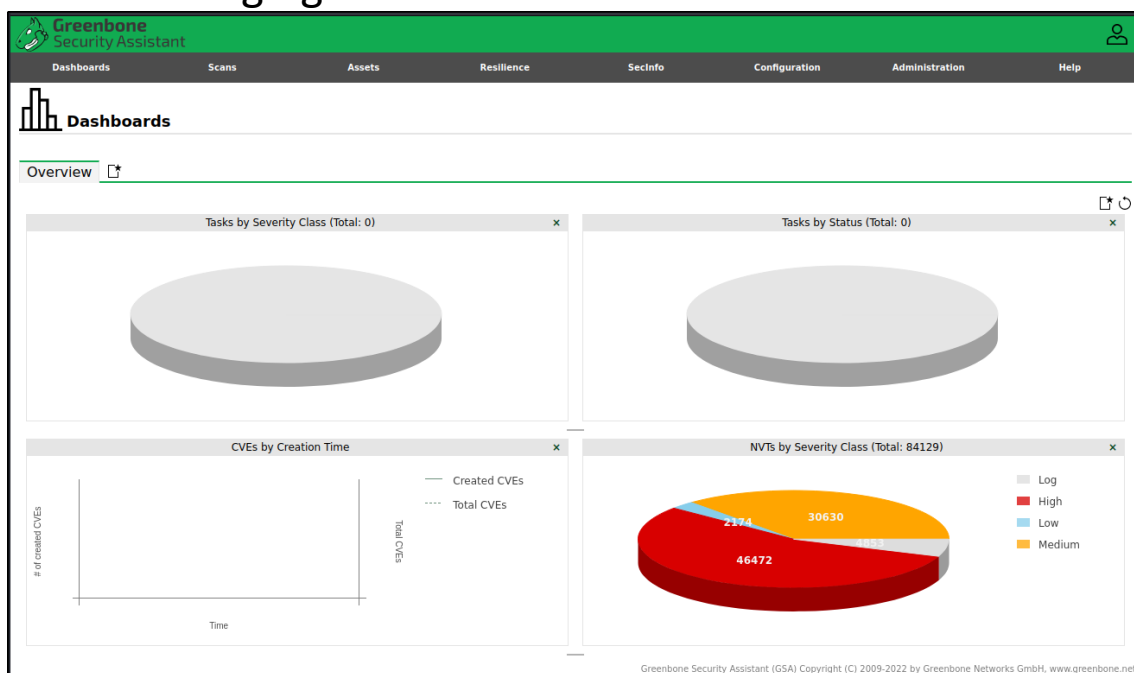 Greenbone
Security Assistant
Dashboards Scans Assets Resilience SecInfo Configuration Administration Help
Dashboards
Overview
Tasks by Severity Class (Total: 0) ×
Tasks by Status (Total: 0) ×
CVEs by Creation Time ×
# of created CVEs
Time
Total CVEs
Created CVEs
Total CVEs
NVTs by Severity Class (Total: 84129) ×
30630
2174
4853
46472
Log
High
Low
Medium
Greenbone Security Assistant (GSA) Copyright (C) 2009-2022 by Greenbone Networks GmbH, www.greenbone.net